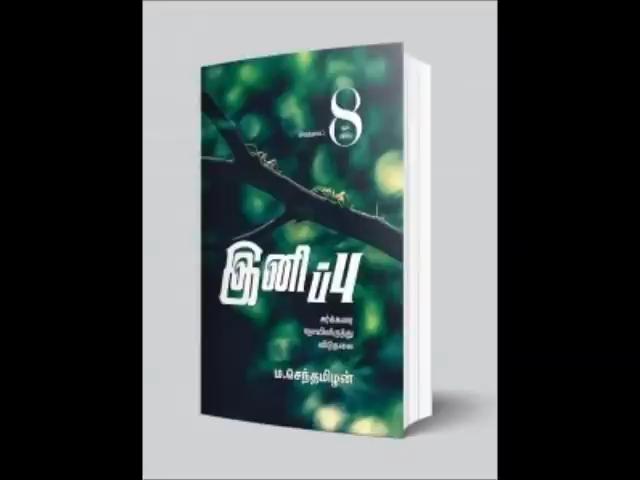 8
இனிப்பு
சர்க்கரை
நோயிலிருந்து
விடுதலை
ம.செந்தமிழன்